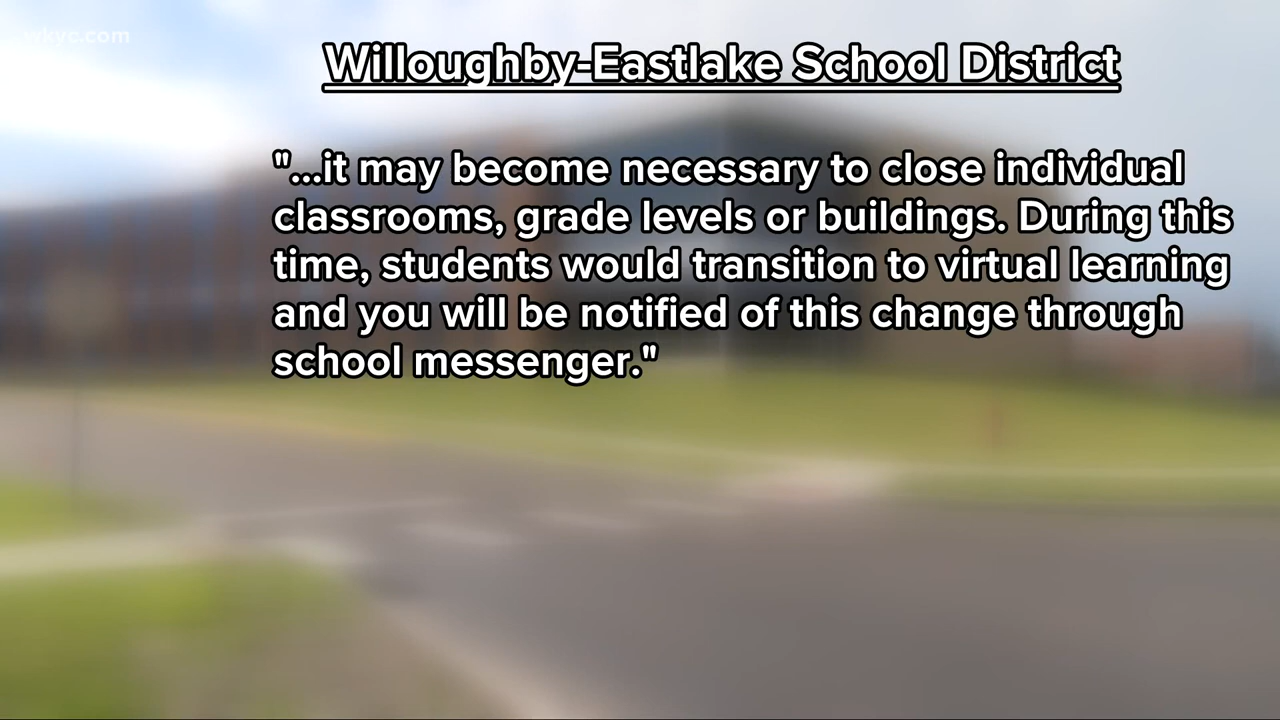 wkyc.com
Willoughby-Eastlake School District
"...it may become necessary to close individual
classrooms, grade levels or buildings. During this
time, students would transition to virtual learning
and you will be notified of this change through
school messenger."